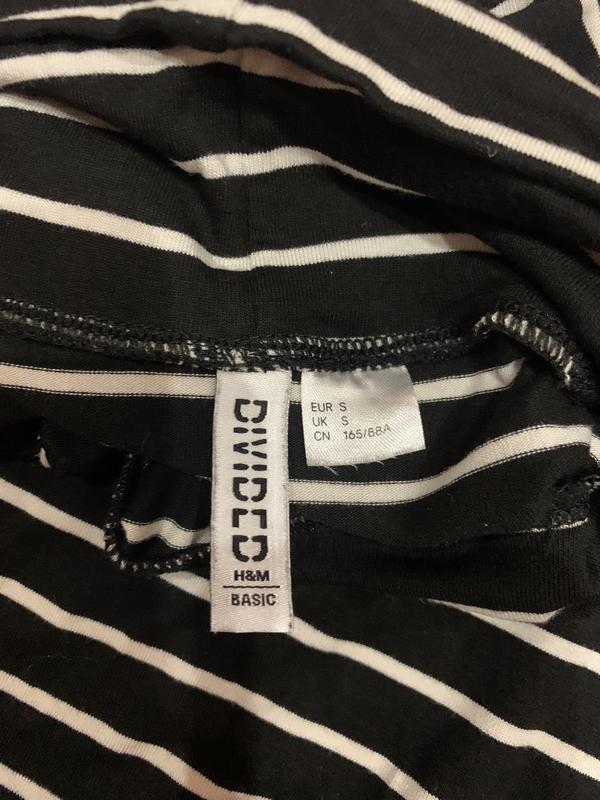 DIVIDED
H&M
BASIC
EUR S
UK S
CN 165/88A